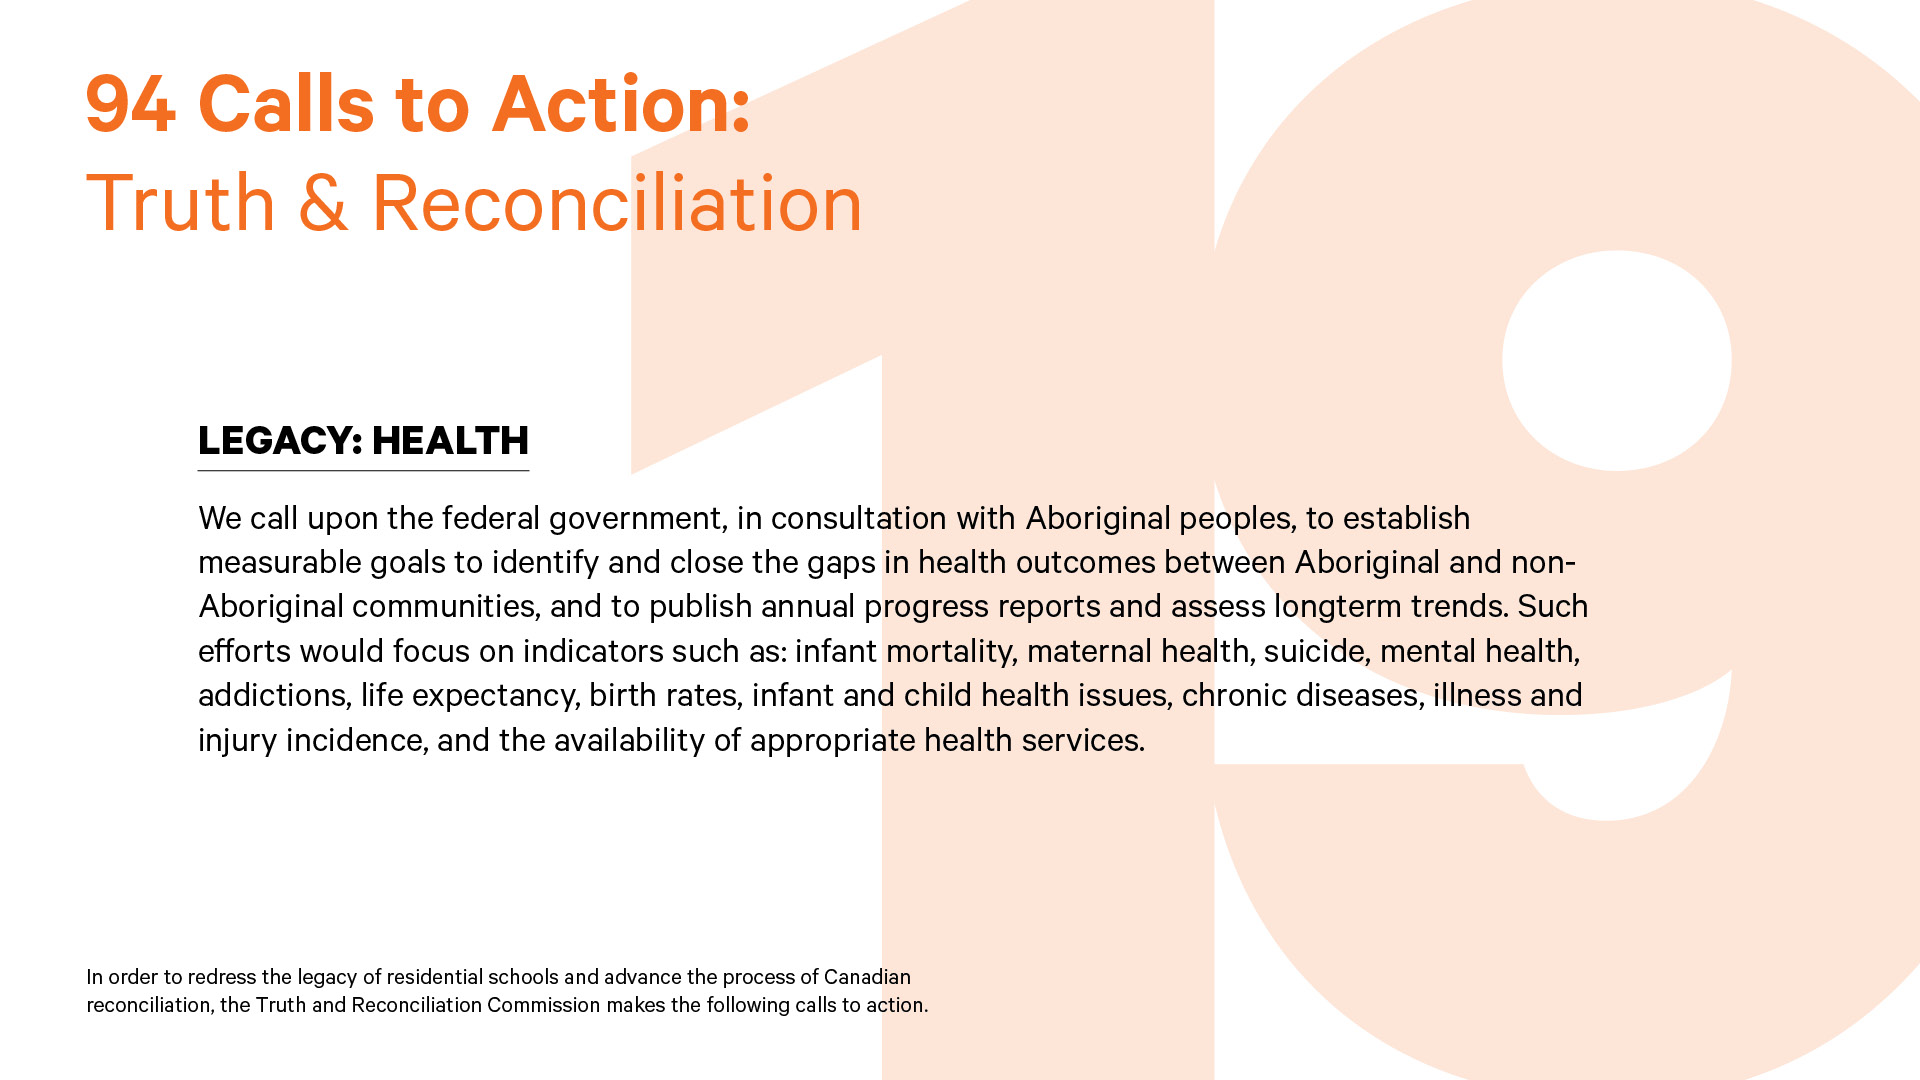 94 Calls to Action:
Truth & Reconciliation
19
LEGACY: HEALTH
We call upon the federal government, in consultation with Aboriginal peoples, to establish
measurable goals to identify and close the gaps in health outcomes between Aboriginal and non-
Aboriginal communities, and to publish annual progress reports and assess longterm trends. Such
efforts would focus on indicators such as: infant mortality, maternal health, suicide, mental health,
addictions, life expectancy, birth rates, infant and child health issues, chronic diseases, illness and
injury incidence, and the availability of appropriate health services.
In order to redress the legacy of residential schools and advance the process of Canadian
reconciliation, the Truth and Reconciliation Commission makes the following calls to action.